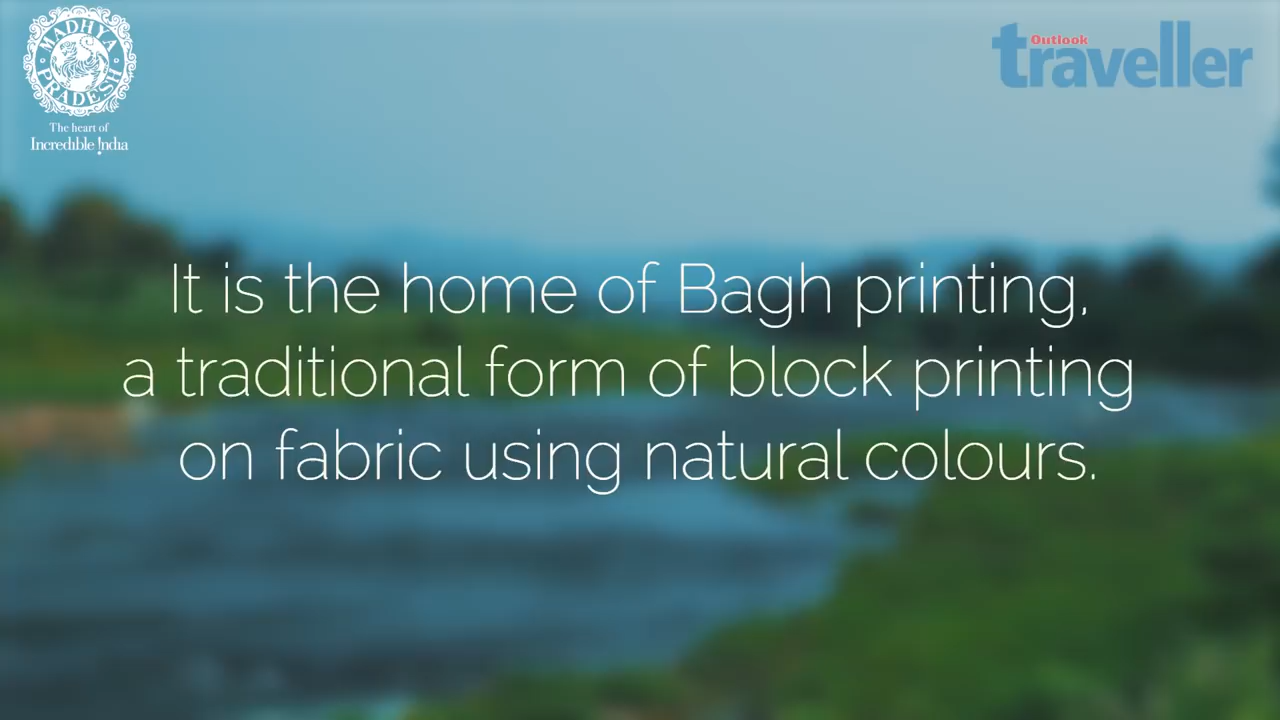 MADHYA PRADESH
The heart of
Incredible !ndia
Outlook
traveller
It is the home of Bagh printing,
a traditional form of block printing
on fabric using natural colours.